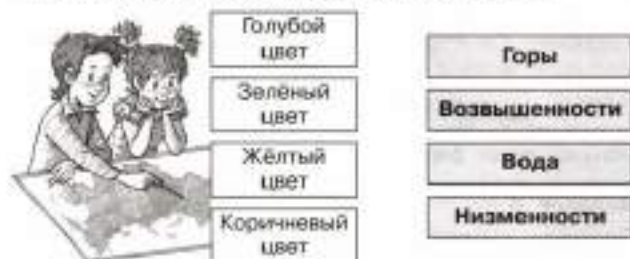 Голубой
цвет
Зелёный
цвет
Жёлтый
цвет
Коричневый
цвет
Горы
Возвышенности
Вода
Низменности